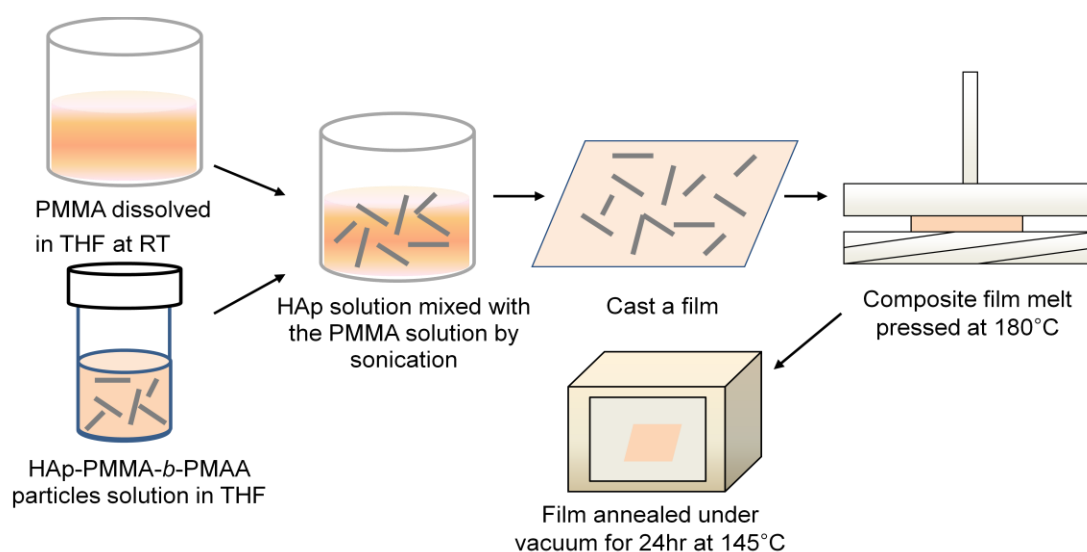 PMMA dissolved
in THF at RT
HAp-PMMA-b-PMAA
particles solution in THF
HAp solution mixed with
the PMMA solution by
sonication
Cast a film
Composite film melt
pressed at 180°C
Film annealed under
vacuum for 24hr at 145°C